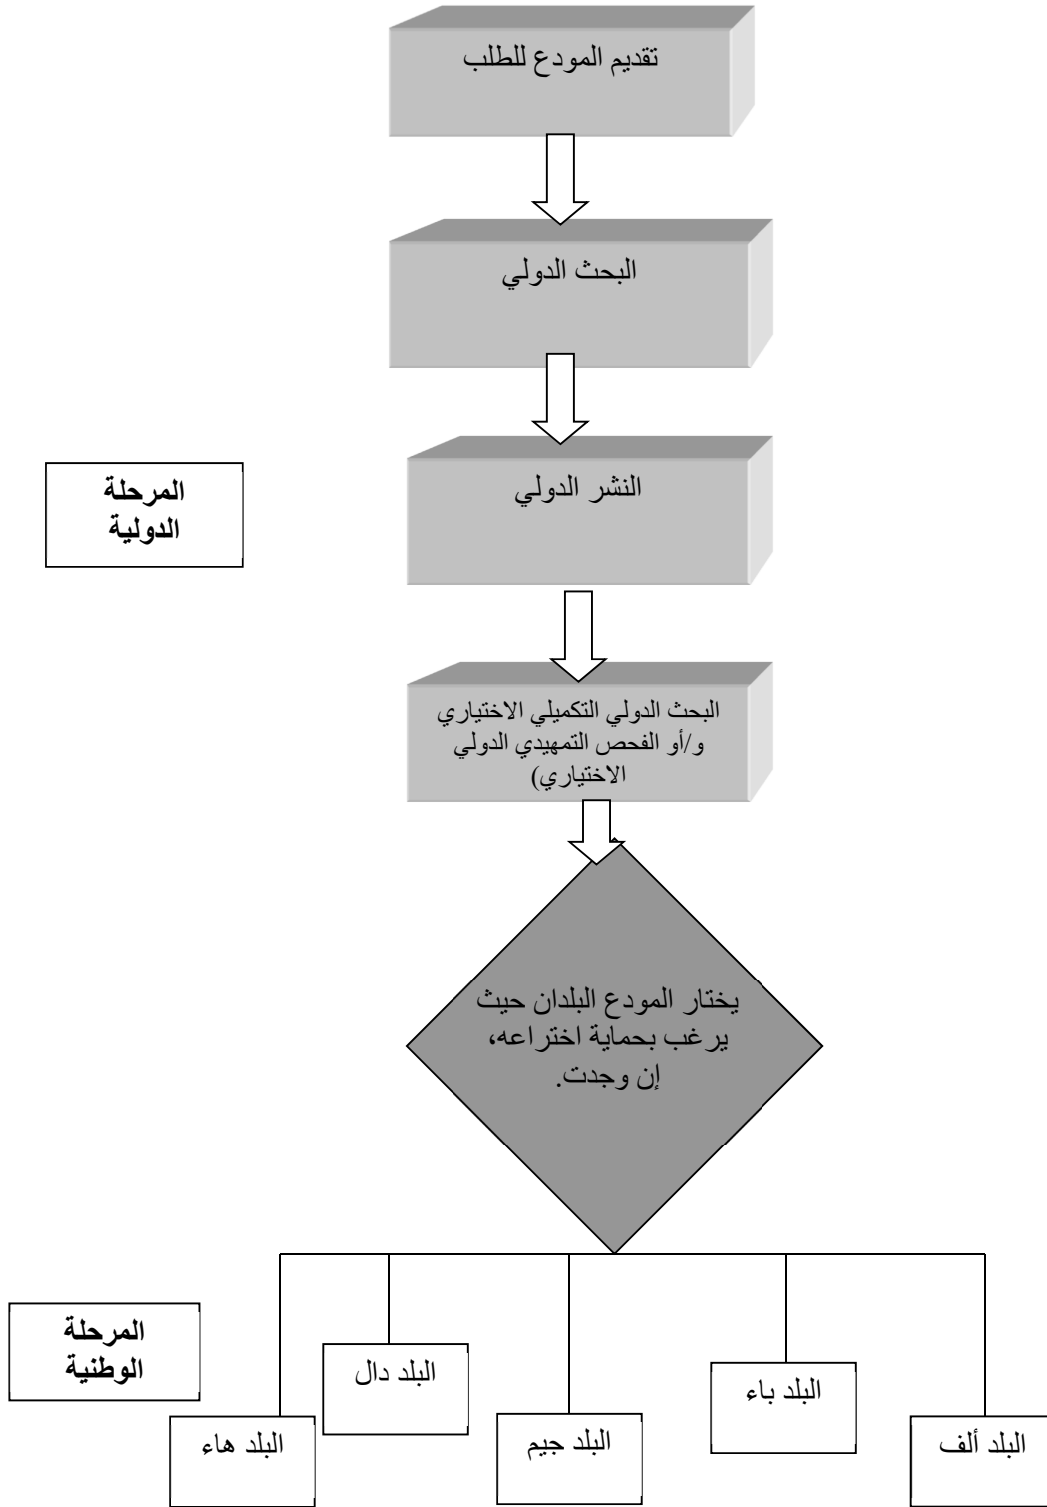 تقديم المودع للطلب
البحث الدولي
النشر الدولي
المرحلة
الدولية
البحث الدولي التكميلي الاختياري
و/أو الفحص التمهيدي الدولي
الاختياري)
يختار المودع البلدان حيث
يرغب بحماية اختراعه،
إن وجدت.
المرحلة
الوطنية
البلد ألف
البلد باء
البلد جيم
البلد دال
البلد هاء